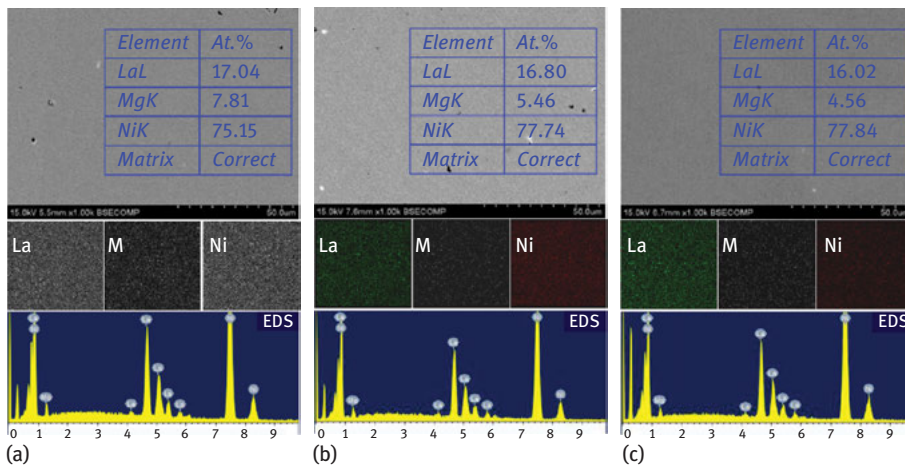 Element At.%
LaL 17.04
MgK 7.81
NiK 75.15
Matrix Correct
15.0kV 5.5mm x1.00k BSECOMP 50.0um
La M Ni
EDS
0 1 2 3 4 5 6 7 8 9
(a)
Element At.%
LaL 16.80
MgK 5.46
NiK 77.74
Matrix Correct
15.0kV 7.6mm x1.00k BSECOMP 50.0um
La M Ni
EDS
0 1 2 3 4 5 6 7 8 9
(b)
Element At.%
LaL 16.02
MgK 4.56
NiK 77.84
Matrix Correct
15.0kV 6.7mm x1.00k BSECOMP 50.0um
La M Ni
EDS
0 1 2 3 4 5 6 7 8 9
(c)